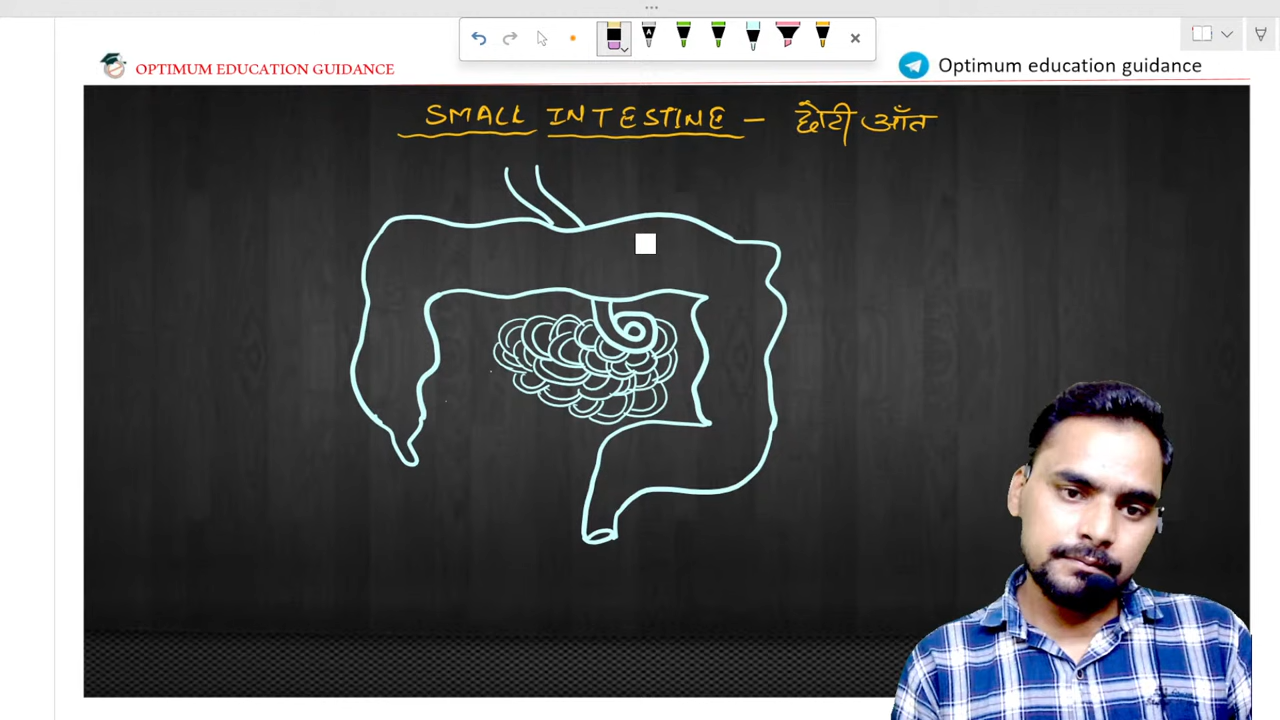 OPTIMUM EDUCATION GUIDANCE
Optimum education guidance
SMALL INTESTINE - छोटी आँत